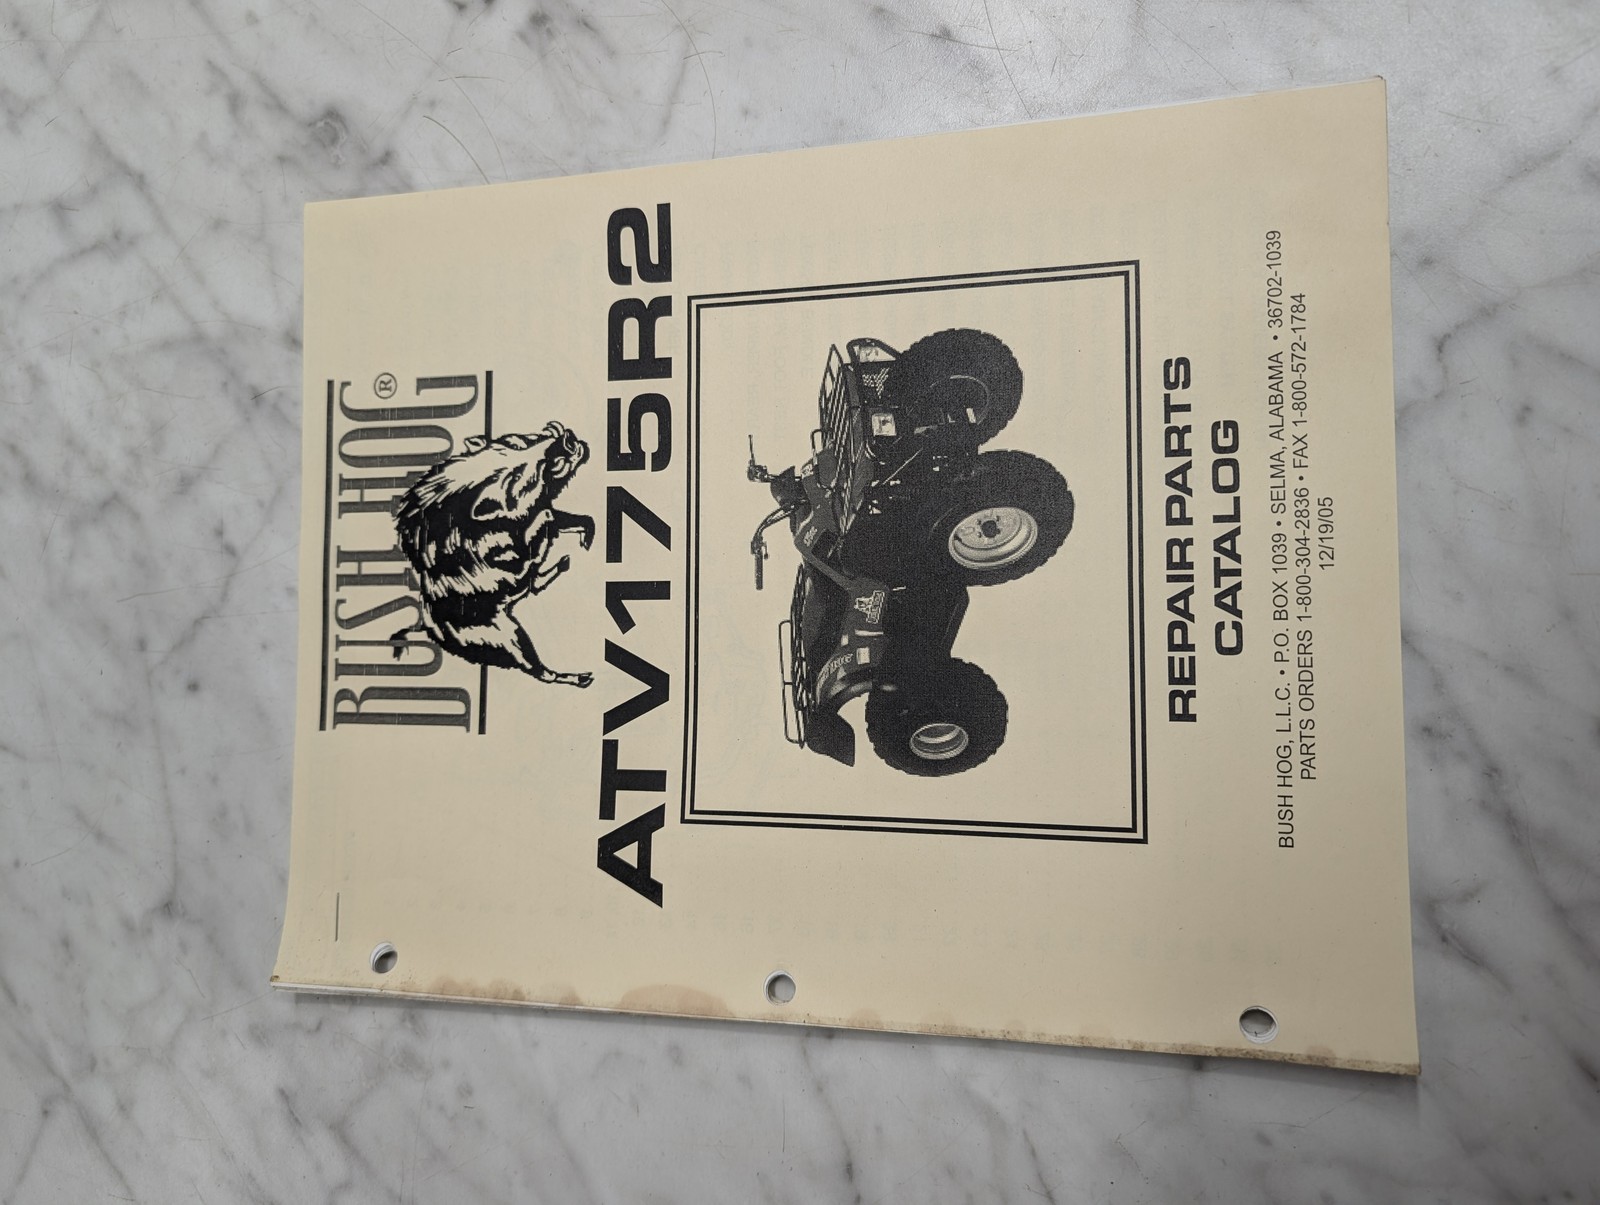 BUSH HOG®
ATV175R2
REPAIR PARTS
CATALOG
BUSH HOG, L.L.C. • P.O. BOX 1039 • SELMA, ALABAMA • 36702-1039
PARTS ORDERS 1-800-304-2836 • FAX 1-800-572-1784
12/19/05